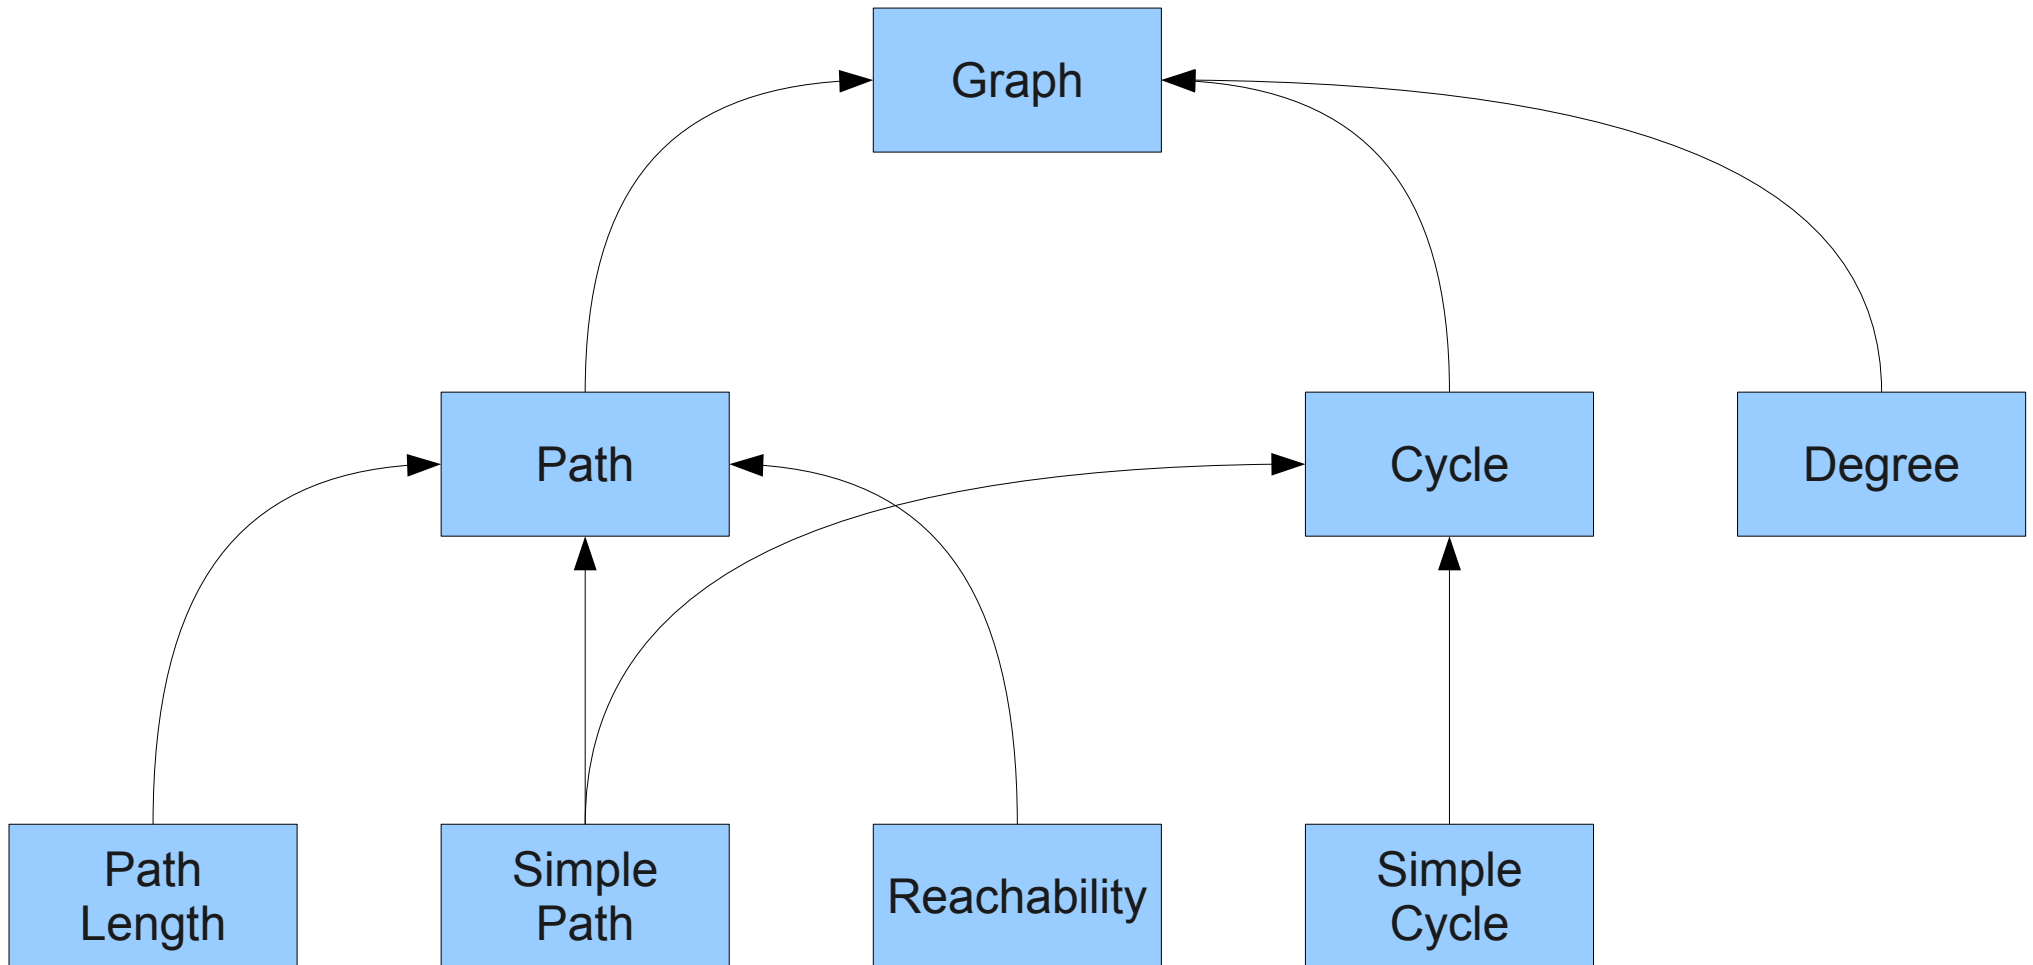 Graph
Path
Cycle
Degree
Path
Length
Simple
Path
Reachability
Simple
Cycle